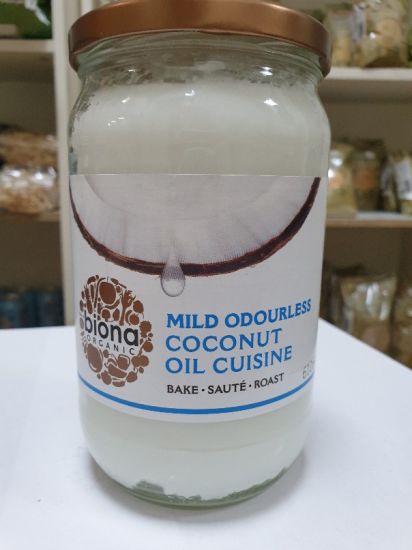 biona
ORGANIC
MILD ODOURLESS
COCONUT
OIL CUISINE
BAKE • SAUTÉ • ROAST